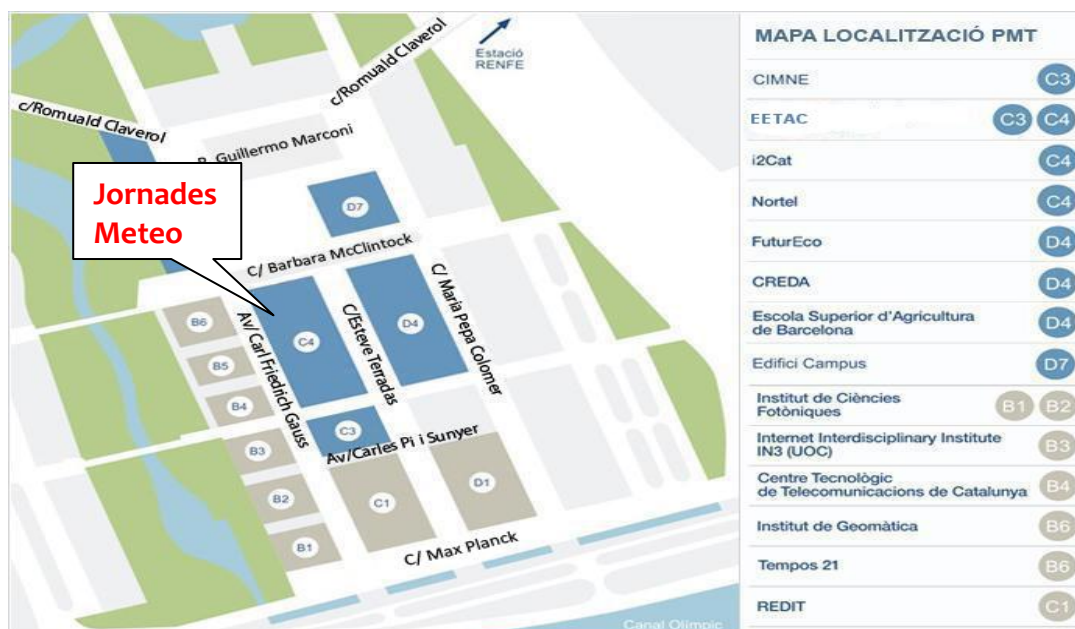 Estació
RENFE
c/Romuald Claverol
c/Romuald Claverol
Guillermo Marconi
Jornades
Meteo
D7
C/ Barbara McClintock
C/ Maria Pepa Colomer
C/Esteve Terradas
Av/Carl Friedrich Gauss
B6
C4
D4
B5
B4
C3
Av/Carles Pi i Sunyer
B3
B2
C1
D1
B1
C/ Max Planck
Canal Olímpic
MAPA LOCALITZACIÓ PMT
CIMNE C3
EETAC C3 C4
i2Cat C4
Nortel C4
FuturEco D4
CREDA D4
Escola Superior d'Agricultura
de Barcelona D4
Edifici Campus D7
Institut de Ciències
Fotòniques B1 B2
Internet Interdisciplinary Institute
IN3 (UOC) B3
Centre Tecnològic
de Telecomunicacions de Catalunya B4
Institut de Geomàtica B6
Tempos 21 B6
REDIT C1